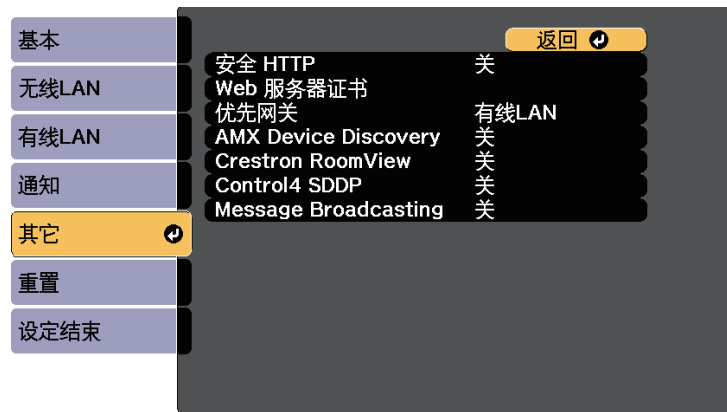 基本
无线LAN
有线LAN
通知
其它
重置
设定结束
返回
安全 HTTP 关
Web 服务器证书
优先网关 有线LAN
AMX Device Discovery 关
Crestron RoomView 关
Control4 SDDP 关
Message Broadcasting 关